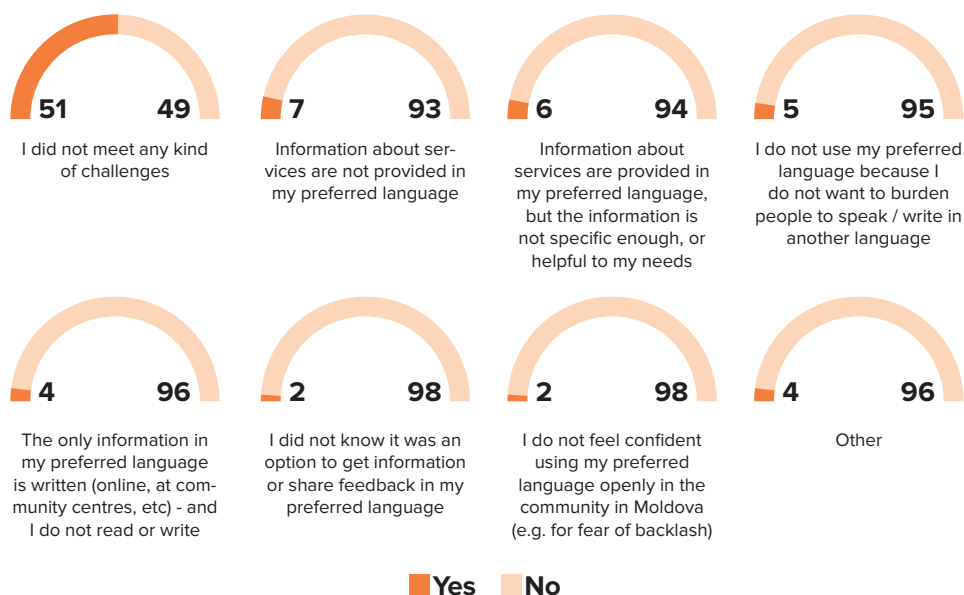 51 49
I did not meet any kind
of challenges
7 93
Information about ser-
vices are not provided in
my preferred language
6 94
Information about
services are provided in
my preferred language,
but the information is
not specific enough, or
helpful to my needs
5 95
I do not use my preferred
language because I
do not want to burden
people to speak / write in
another language
4 96
The only information in
my preferred language
is written (online, at com-
munity centres, etc) - and
I do not read or write
2 98
I did not know it was an
option to get information
or share feedback in my
preferred language
2 98
I do not feel confident
using my preferred
language openly in the
community in Moldova
(e.g. for fear of backlash)
4 96
Other
Yes No